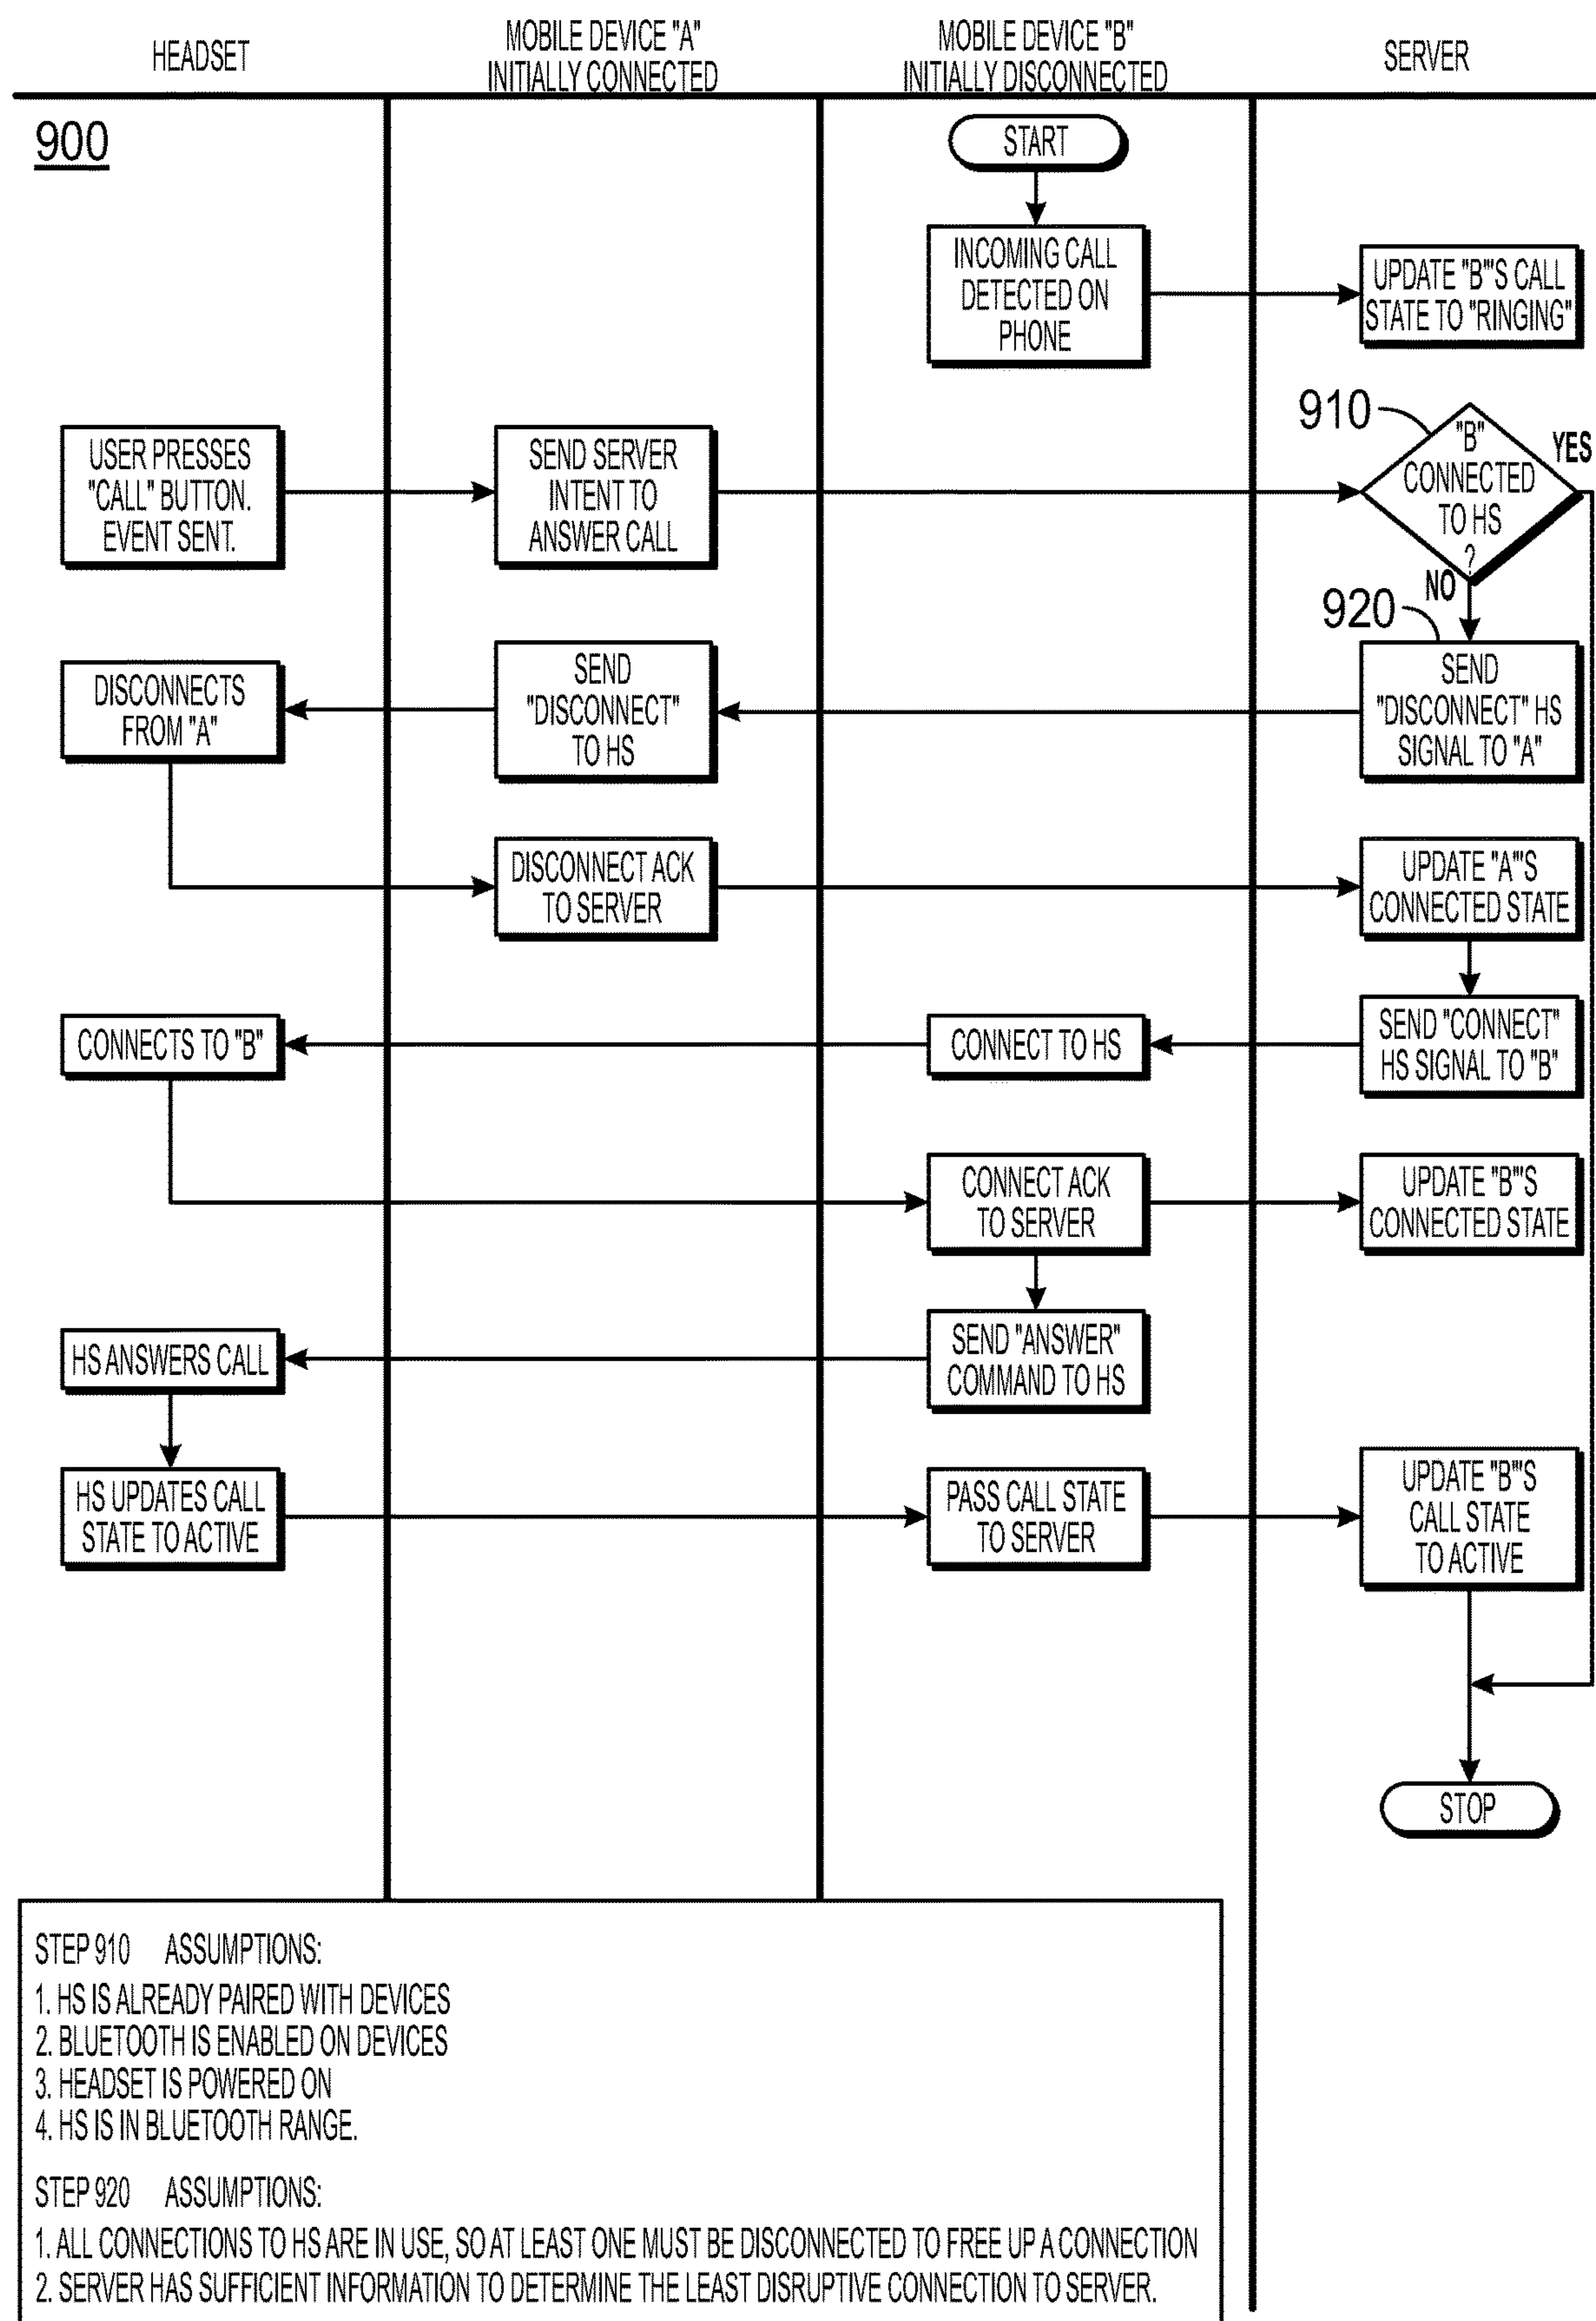 HEADSET
MOBILE DEVICE "A"
INITIALLY CONNECTED
MOBILE DEVICE "B"
INITIALLY DISCONNECTED
SERVER
900
START
INCOMING CALL
DETECTED ON
PHONE
UPDATE "B"'S CALL
STATE TO "RINGING"
USER PRESSES
"CALL" BUTTON.
EVENT SENT.
SEND SERVER
INTENT TO
ANSWER CALL
910
"B"
CONNECTED
TO HS
?
YES
NO
920
SEND
"DISCONNECT" HS
SIGNAL TO "A"
SEND
"DISCONNECT"
TO HS
DISCONNECTS
FROM "A"
DISCONNECT ACK
TO SERVER
UPDATE "A"'S
CONNECTED STATE
SEND "CONNECT"
HS SIGNAL TO "B"
CONNECT TO HS
CONNECTS TO "B"
CONNECT ACK
TO SERVER
UPDATE "B"'S
CONNECTED STATE
SEND "ANSWER"
COMMAND TO HS
HS ANSWERS CALL
HS UPDATES CALL
STATE TO ACTIVE
PASS CALL STATE
TO SERVER
UPDATE "B"'S
CALL STATE
TO ACTIVE
STOP
STEP 910 ASSUMPTIONS:
1. HS IS ALREADY PAIRED WITH DEVICES
2. BLUETOOTH IS ENABLED ON DEVICES
3. HEADSET IS POWERED ON
4. HS IS IN BLUETOOTH RANGE.
STEP 920 ASSUMPTIONS:
1. ALL CONNECTIONS TO HS ARE IN USE, SO AT LEAST ONE MUST BE DISCONNECTED TO FREE UP A CONNECTION
2. SERVER HAS SUFFICIENT INFORMATION TO DETERMINE THE LEAST DISRUPTIVE CONNECTION TO SERVER.